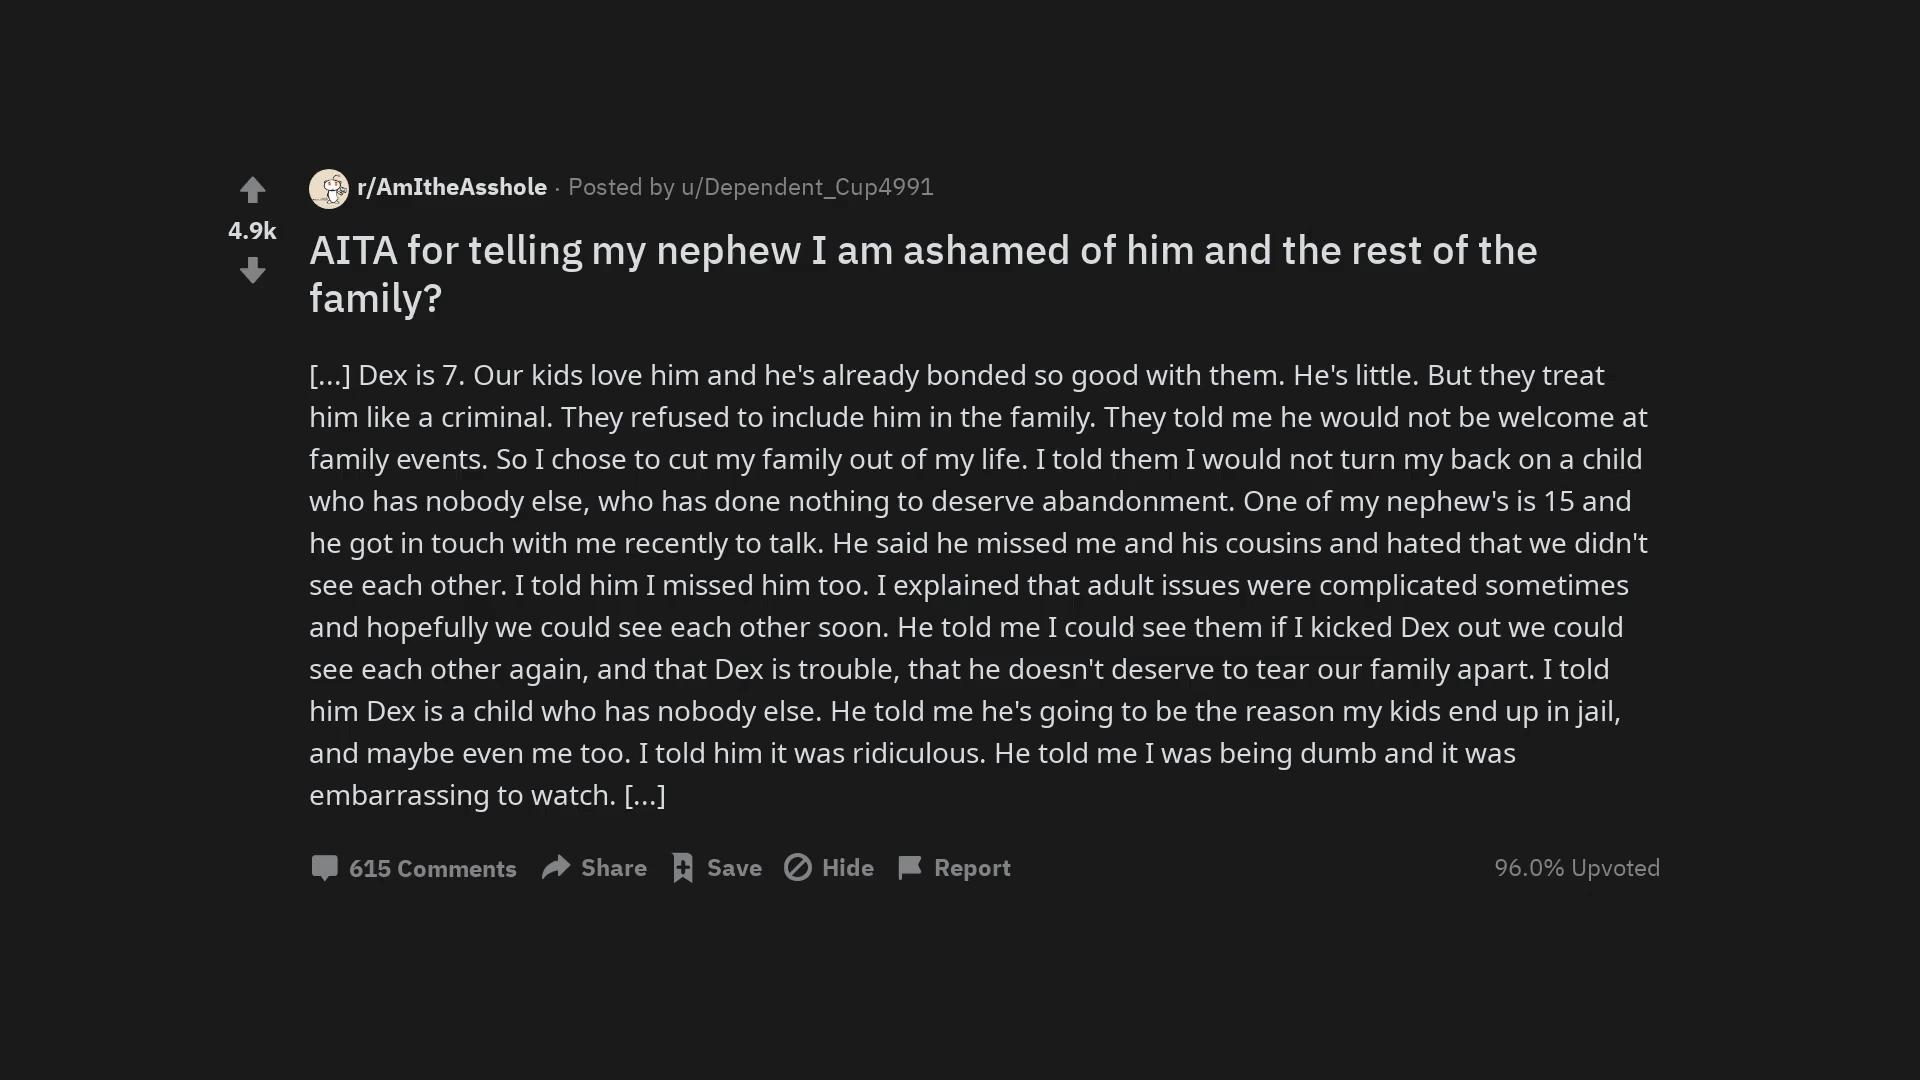 r/AmItheAsshole · Posted by u/Dependent_Cup4991
4.9k
AITA for telling my nephew I am ashamed of him and the rest of the
family?
[...] Dex is 7. Our kids love him and he's already bonded so good with them. He's little. But they treat
him like a criminal. They refused to include him in the family. They told me he would not be welcome at
family events. So I chose to cut my family out of my life. I told them I would not turn my back on a child
who has nobody else, who has done nothing to deserve abandonment. One of my nephew's is 15 and
he got in touch with me recently to talk. He said he missed me and his cousins and hated that we didn't
see each other. I told him I missed him too. I explained that adult issues were complicated sometimes
and hopefully we could see each other soon. He told me I could see them if I kicked Dex out we could
see each other again, and that Dex is trouble, that he doesn't deserve to tear our family apart. I told
him Dex is a child who has nobody else. He told me he's going to be the reason my kids end up in jail,
and maybe even me too. I told him it was ridiculous. He told me I was being dumb and it was
embarrassing to watch. [...]
615 Comments Share Save Hide Report 96.0% Upvoted